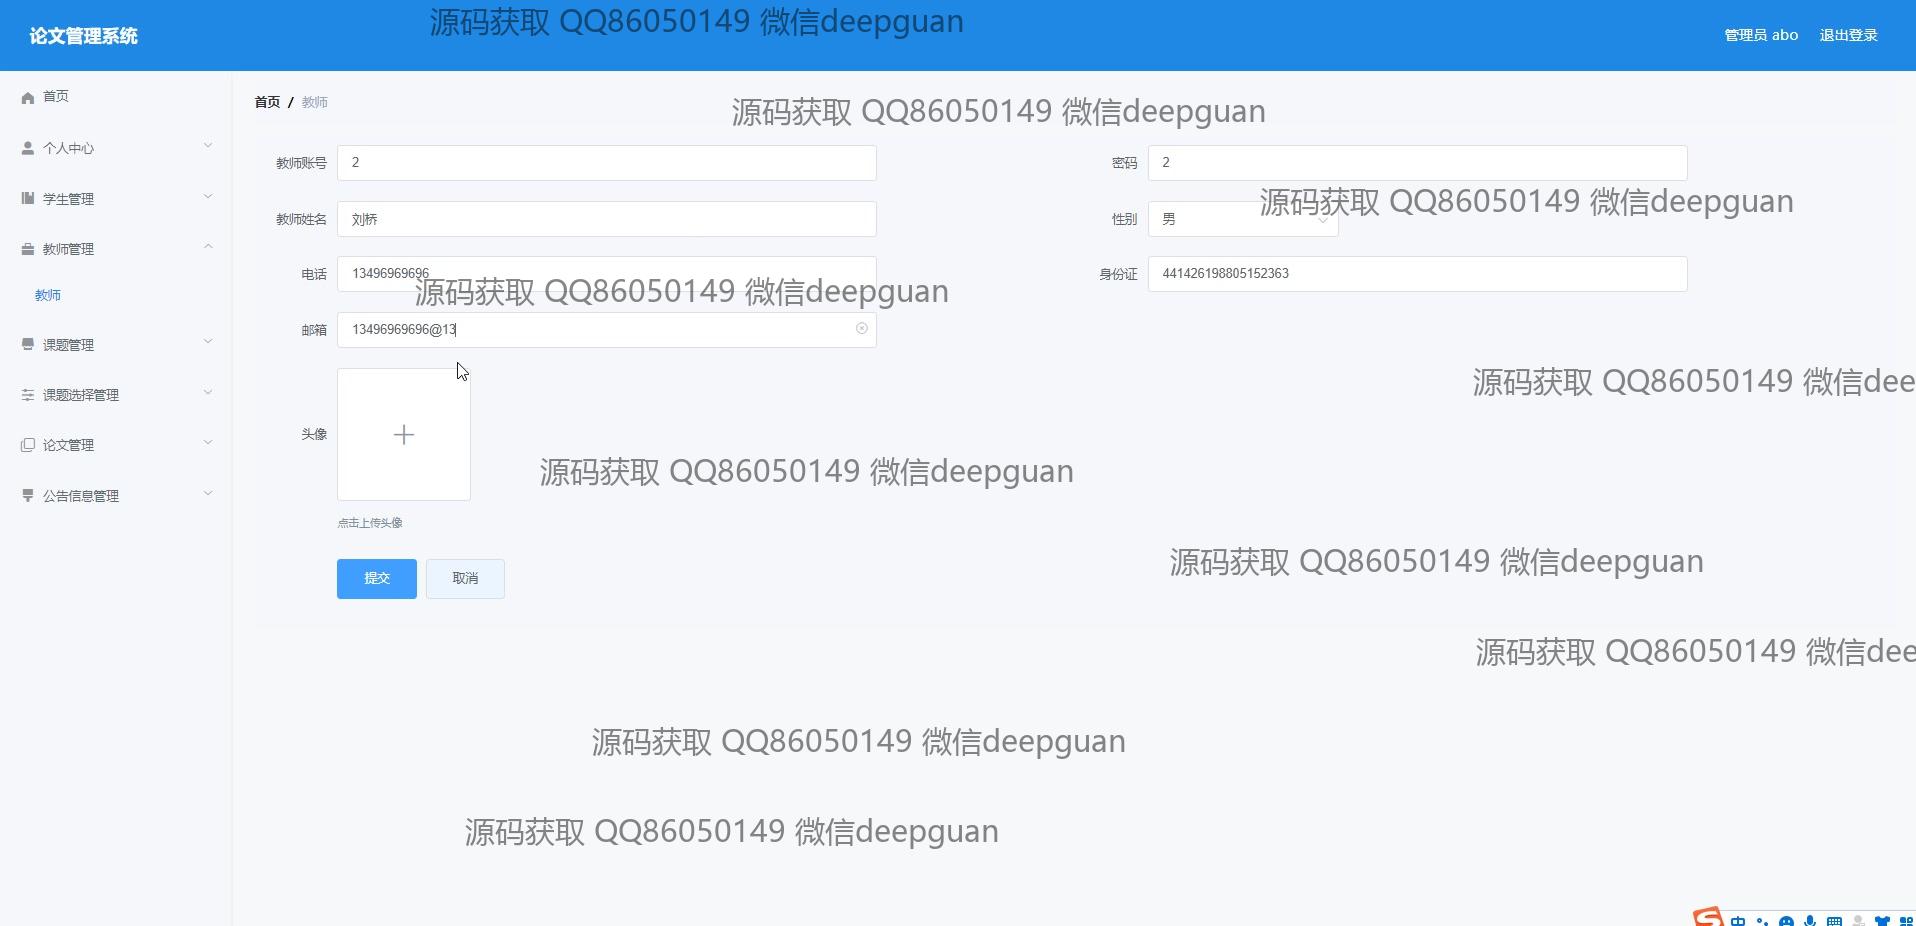 论文管理系统
源码获取 QQ86050149 微信deepguan
管理员 abo
退出登录
首页
个人中心
学生管理
教师管理
教师
课题管理
课题选择管理
论文管理
公告信息管理
首页 / 教师
源码获取 QQ86050149 微信deepguan
教师账号 2
密码 2
源码获取 QQ86050149 微信deepguan
教师姓名 刘桥
性别 男
电话 13496969696
身份证 441426198805152363
源码获取 QQ86050149 微信deepguan
邮箱 13496969696@13
源码获取 QQ86050149 微信dee
头像
源码获取 QQ86050149 微信deepguan
点击上传头像
源码获取 QQ86050149 微信deepguan
提交
取消
源码获取 QQ86050149 微信dee
源码获取 QQ86050149 微信deepguan
源码获取 QQ86050149 微信deepguan
中